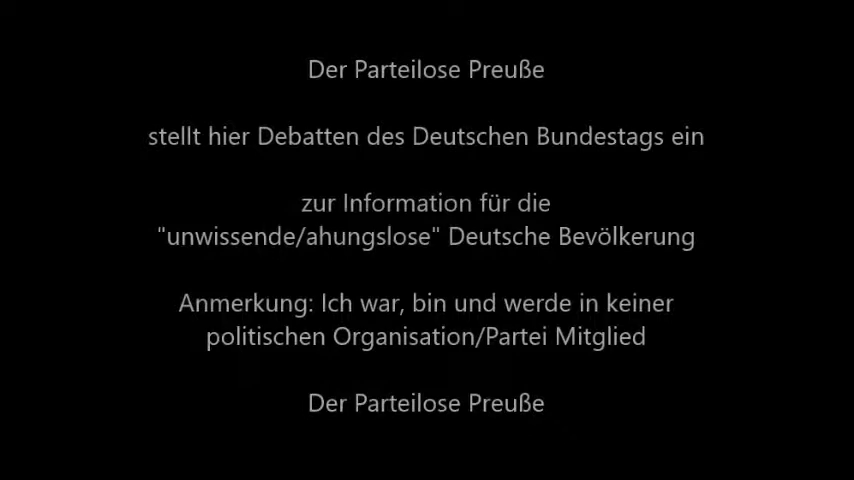 Der Parteilose Preuße
stellt hier Debatten des Deutschen Bundestags ein
zur Information für die
"unwissende/ahungslose" Deutsche Bevölkerung
Anmerkung: Ich war, bin und werde in keiner
politischen Organisation/Partei Mitglied
Der Parteilose Preuße